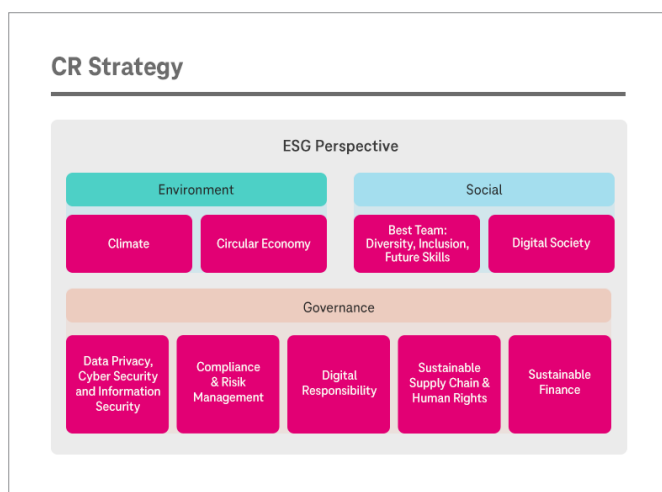 CR Strategy
ESG Perspective
Environment
Social
Climate
Circular Economy
Best Team:
Diversity, Inclusion,
Future Skills
Digital Society
Governance
Data Privacy,
Cyber Security
and Information
Security
Compliance
& Risik
Management
Digital
Responsibility
Sustainable
Supply Chain &
Human Rights
Sustainable
Finance